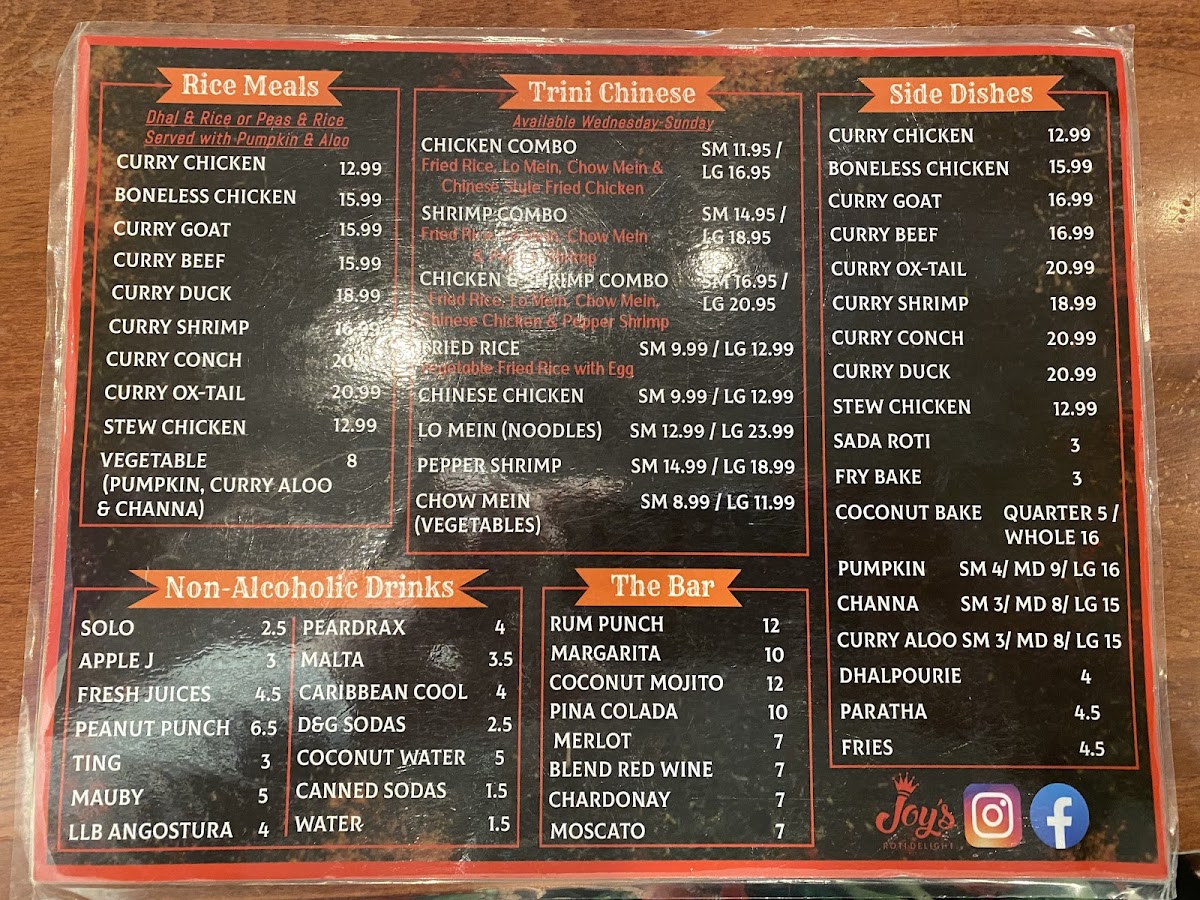 Rice Meals
Dhal & Rice or Peas & Rice
Served with Pumpkin & Aloo
CURRY CHICKEN 12.99
BONELESS CHICKEN 15.99
CURRY GOAT 15.99
CURRY BEEF 15.99
CURRY DUCK 18.99
CURRY SHRIMP 16.99
CURRY CONCH 20.99
CURRY OX-TAIL 20.99
STEW CHICKEN 12.99
VEGETABLE 8
(PUMPKIN, CURRY ALOO
& CHANNA)
Trini Chinese
Available Wednesday-Sunday
CHICKEN COMBO SM 11.95 /
Fried Rice, Lo Mein, Chow Mein & LG 16.95
Chinese Style Fried Chicken
SHRIMP COMBO SM 14.95 /
Fried Rice, Lo Mein, Chow Mein LG 18.95
& Pepper Shrimp
CHICKEN & SHRIMP COMBO SM 16.95 /
Fried Rice, Lo Mein, Chow Mein, LG 20.95
Chinese Chicken & Pepper Shrimp
FRIED RICE SM 9.99 / LG 12.99
Vegetable Fried Rice with Egg
CHINESE CHICKEN SM 9.99 / LG 12.99
LO MEIN (NOODLES) SM 12.99 / LG 23.99
PEPPER SHRIMP SM 14.99 / LG 18.99
CHOW MEIN SM 8.99 / LG 11.99
(VEGETABLES)
Side Dishes
CURRY CHICKEN 12.99
BONELESS CHICKEN 15.99
CURRY GOAT 16.99
CURRY BEEF 16.99
CURRY OX-TAIL 20.99
CURRY SHRIMP 18.99
CURRY CONCH 20.99
CURRY DUCK 20.99
STEW CHICKEN 12.99
SADA ROTI 3
FRY BAKE 3
COCONUT BAKE QUARTER 5 /
WHOLE 16
PUMPKIN SM 4/ MD 9/ LG 16
CHANNA SM 3/ MD 8/ LG 15
CURRY ALOO SM 3/ MD 8/ LG 15
DHALPOURIE 4
PARATHA 4.5
FRIES 4.5
Non-Alcoholic Drinks
SOLO 2.5
APPLE J 3
FRESH JUICES 4.5
PEANUT PUNCH 6.5
TING 3
MAUBY 5
LLB ANGOSTURA 4
PEARDRAX 4
MALTA 3.5
CARIBBEAN COOL 4
D&G SODAS 2.5
COCONUT WATER 5
CANNED SODAS 1.5
WATER 1.5
The Bar
RUM PUNCH 12
MARGARITA 10
COCONUT MOJITO 12
PINA COLADA 10
MERLOT 7
BLEND RED WINE 7
CHARDONAY 7
MOSCATO 7
Joy's
ROTI DELIGHT